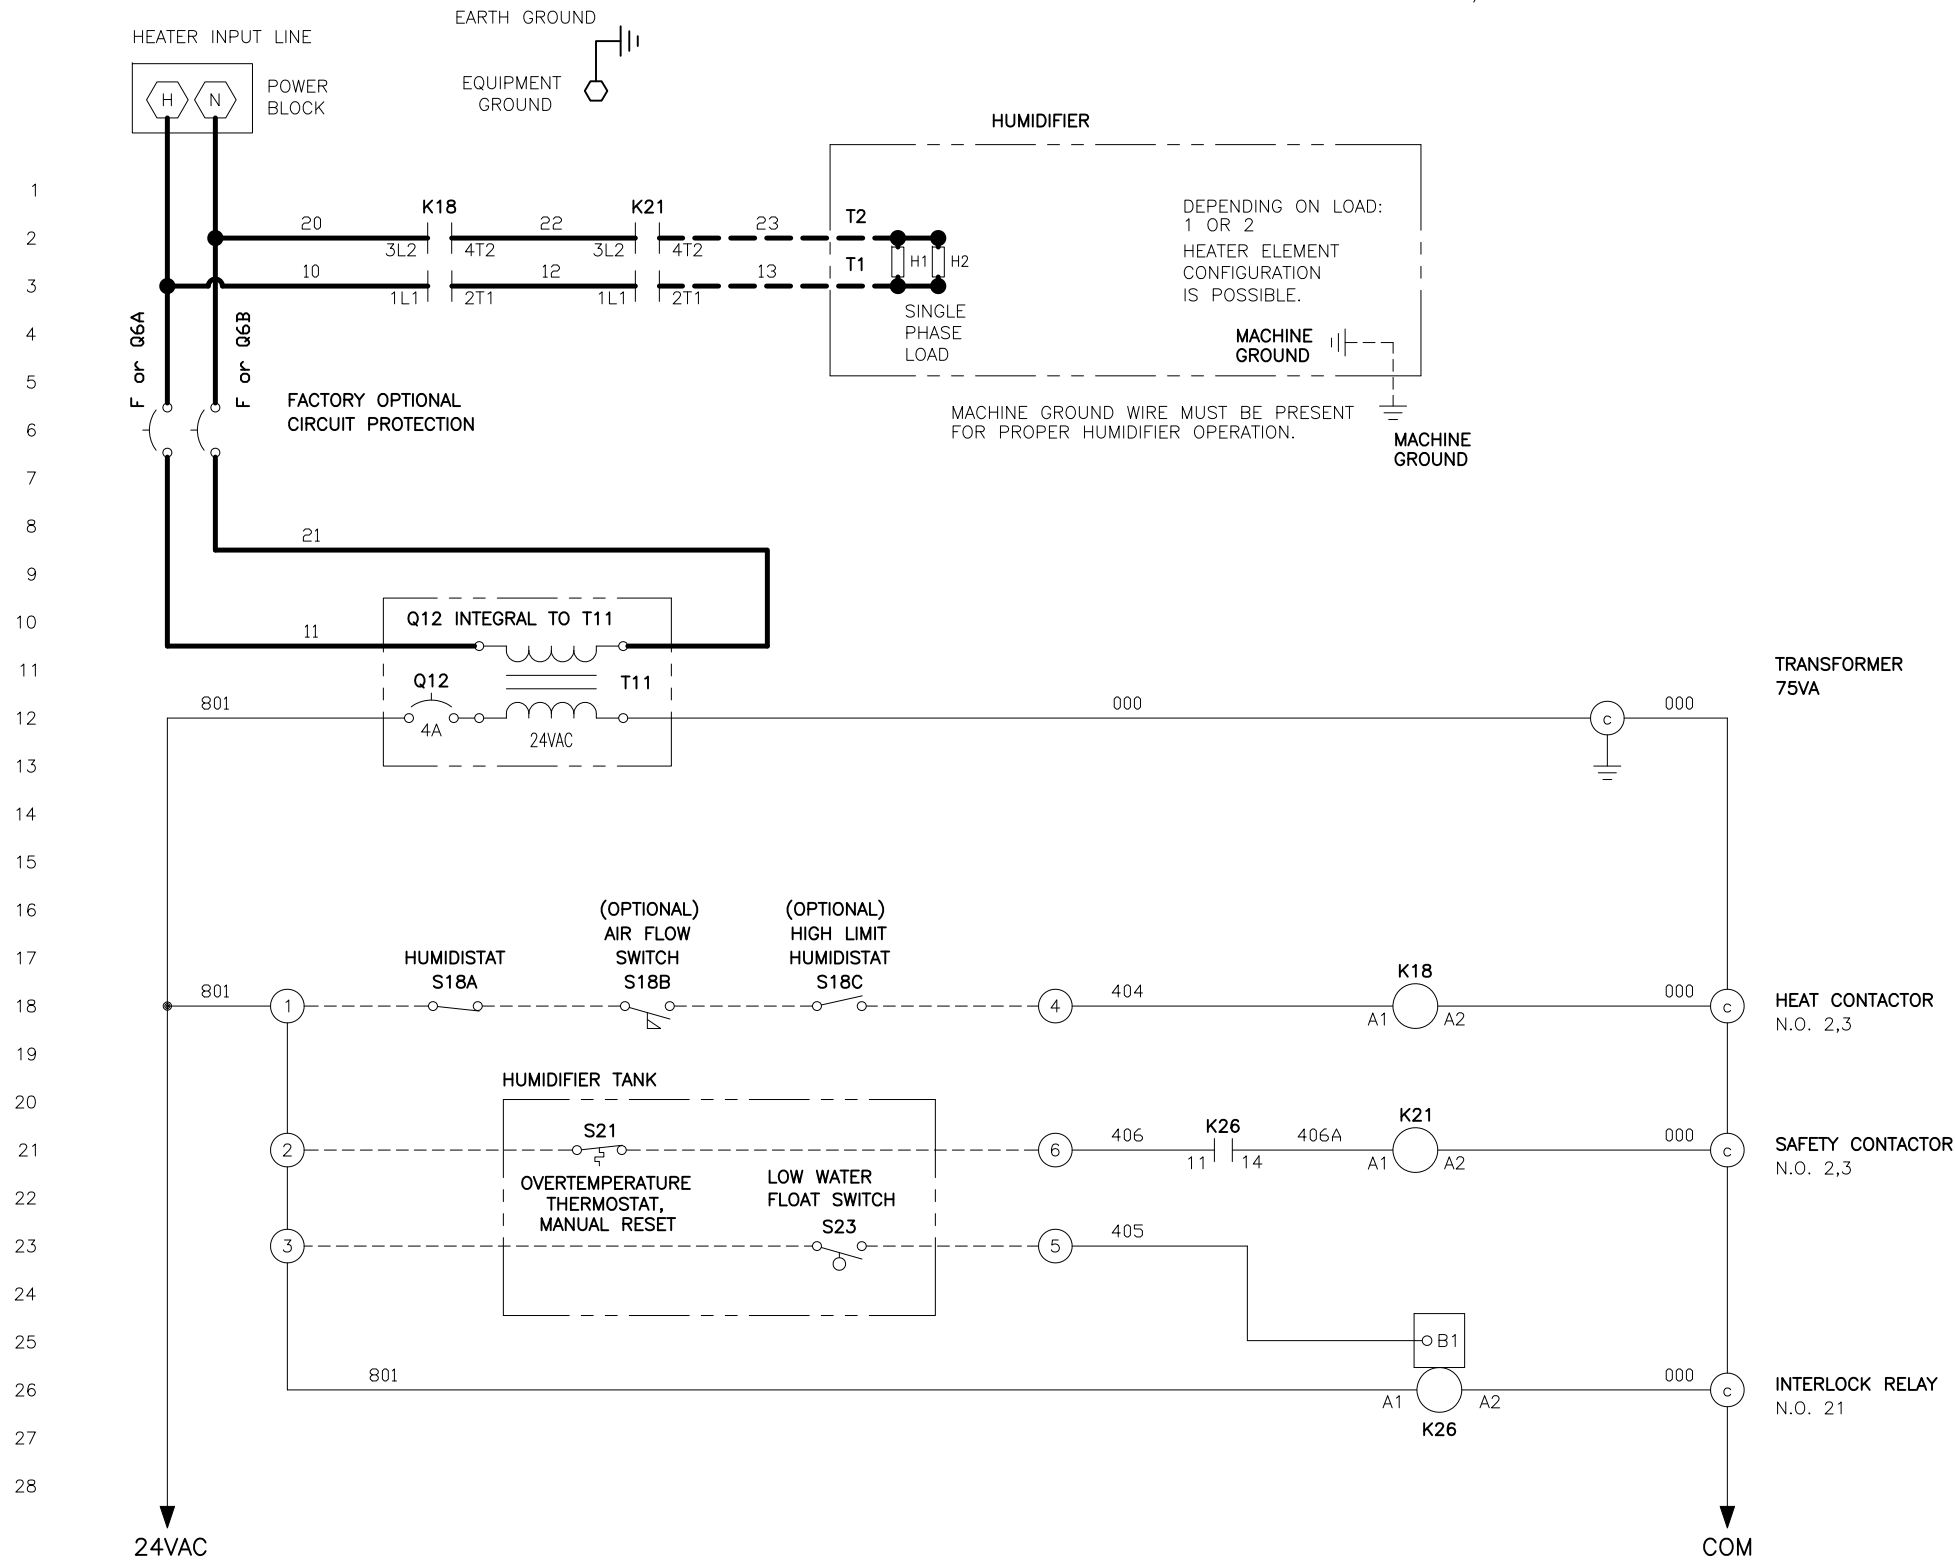 HEATER INPUT LINE
H
N
POWER
BLOCK
EARTH GROUND
EQUIPMENT
GROUND
HUMIDIFIER
1
2
3
4
5
6
7
8
9
10
11
12
13
14
15
16
17
18
19
20
21
22
23
24
25
26
27
28
20
K18
22
K21
23
T2
3L2
4T2
3L2
4T2
10
12
13
T1
1L1
2T1
1L1
2T1
H1
H2
SINGLE
PHASE
LOAD
DEPENDING ON LOAD:
1 OR 2
HEATER ELEMENT
CONFIGURATION
IS POSSIBLE.
MACHINE
GROUND
MACHINE GROUND WIRE MUST BE PRESENT
FOR PROPER HUMIDIFIER OPERATION.
MACHINE
GROUND
F or Q6A
F or Q6B
FACTORY OPTIONAL
CIRCUIT PROTECTION
21
11
Q12 INTEGRAL TO T11
Q12
T11
4A
24VAC
801
000
c
000
TRANSFORMER
75VA
801
1
HUMIDISTAT
S18A
(OPTIONAL)
AIR FLOW
SWITCH
S18B
(OPTIONAL)
HIGH LIMIT
HUMIDISTAT
S18C
4
404
K18
A1
A2
000
c
HEAT CONTACTOR
N.O. 2,3
HUMIDIFIER TANK
2
S21
OVERTEMPERATURE
THERMOSTAT,
MANUAL RESET
6
406
K26
11
14
406A
K21
A1
A2
000
c
SAFETY CONTACTOR
N.O. 2,3
3
LOW WATER
FLOAT SWITCH
S23
5
405
B1
801
A1
A2
K26
000
c
INTERLOCK RELAY
N.O. 21
24VAC
COM